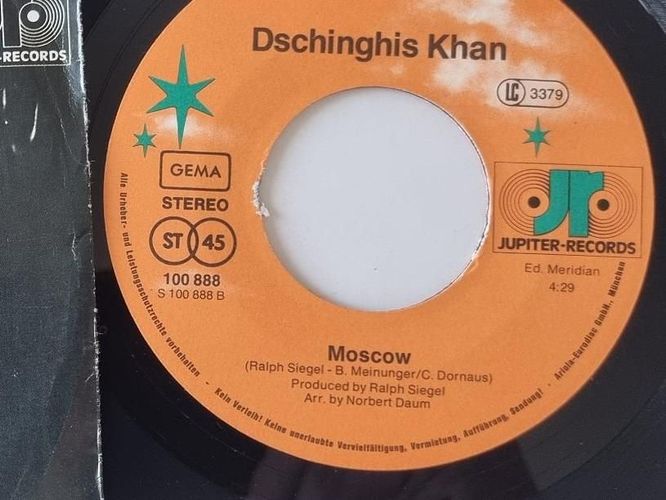 -RECORDS
Dschinghis Khan
LC 3379
GEMA
STEREO
ST 45
100 888
S 100 888 B
jr
JUPITER-RECORDS
Ed. Meridian
4:29
Moscow
(Ralph Siegel - B. Meinunger/C. Dornaus)
Produced by Ralph Siegel
Arr. by Norbert Daum
Alle Urheber- und Leistungsschutzrechte vorbehalten - Kein Verleih! Keine unerlaubte Vervielfältigung, Vermietung, Aufführung, Sendung! - Ariola-Eurodisc GmbH., München